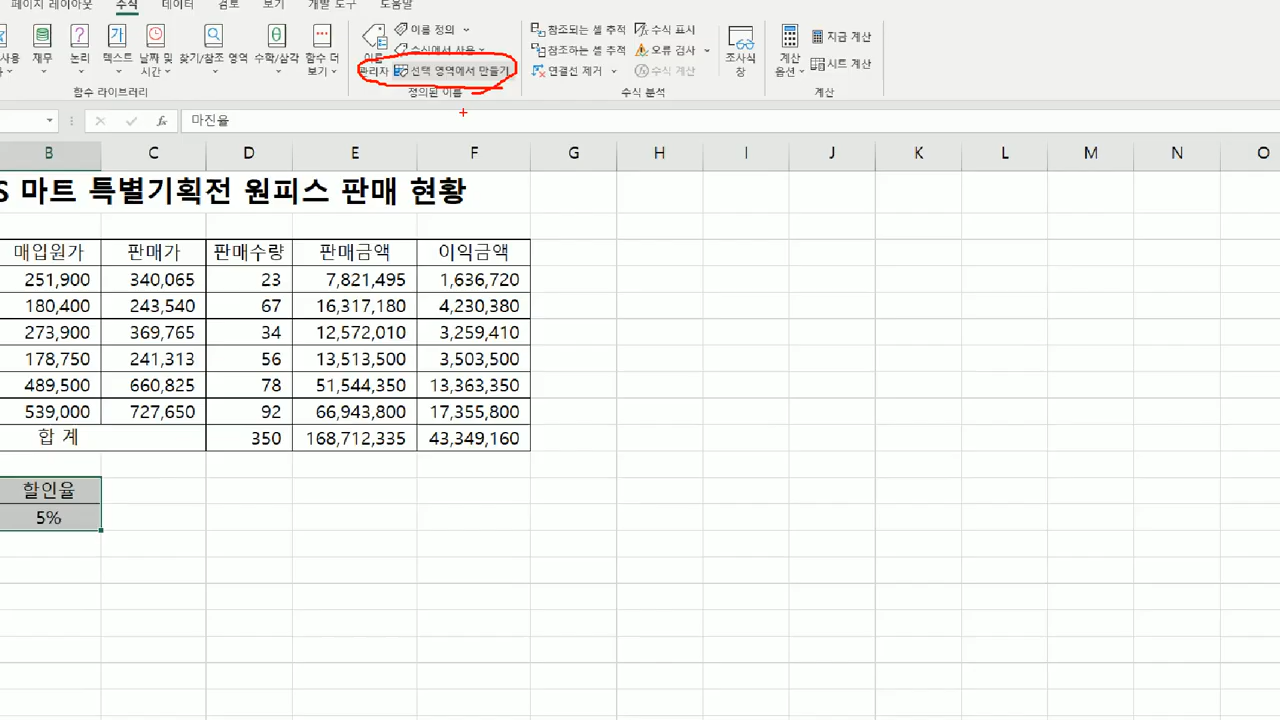 페이지 레이아웃 수식 데이터 검토 보기 개발 도구 도움말
재무 논리 텍스트 날짜 및 시간 찾기/참조 영역 수학/삼각 함수 더 보기
함수 라이브러리
이름 관리자
이름 정의
수식에서 사용
선택 영역에서 만들기
정의된 이름
참조되는 셀 추적 수식 표시
참조하는 셀 추적 오류 검사
연결선 제거 수식 계산
조사식 창
수식 분석
계산 옵션
지금 계산
시트 계산
계산
fx 마진율
B C D E F G H I J K L M N O
S 마트 특별기획전 원피스 판매 현황
매입원가 판매가 판매수량 판매금액 이익금액
251,900 340,065 23 7,821,495 1,636,720
180,400 243,540 67 16,317,180 4,230,380
273,900 369,765 34 12,572,010 3,259,410
178,750 241,313 56 13,513,500 3,503,500
489,500 660,825 78 51,544,350 13,363,350
539,000 727,650 92 66,943,800 17,355,800
합 계 350 168,712,335 43,349,160
할인율
5%